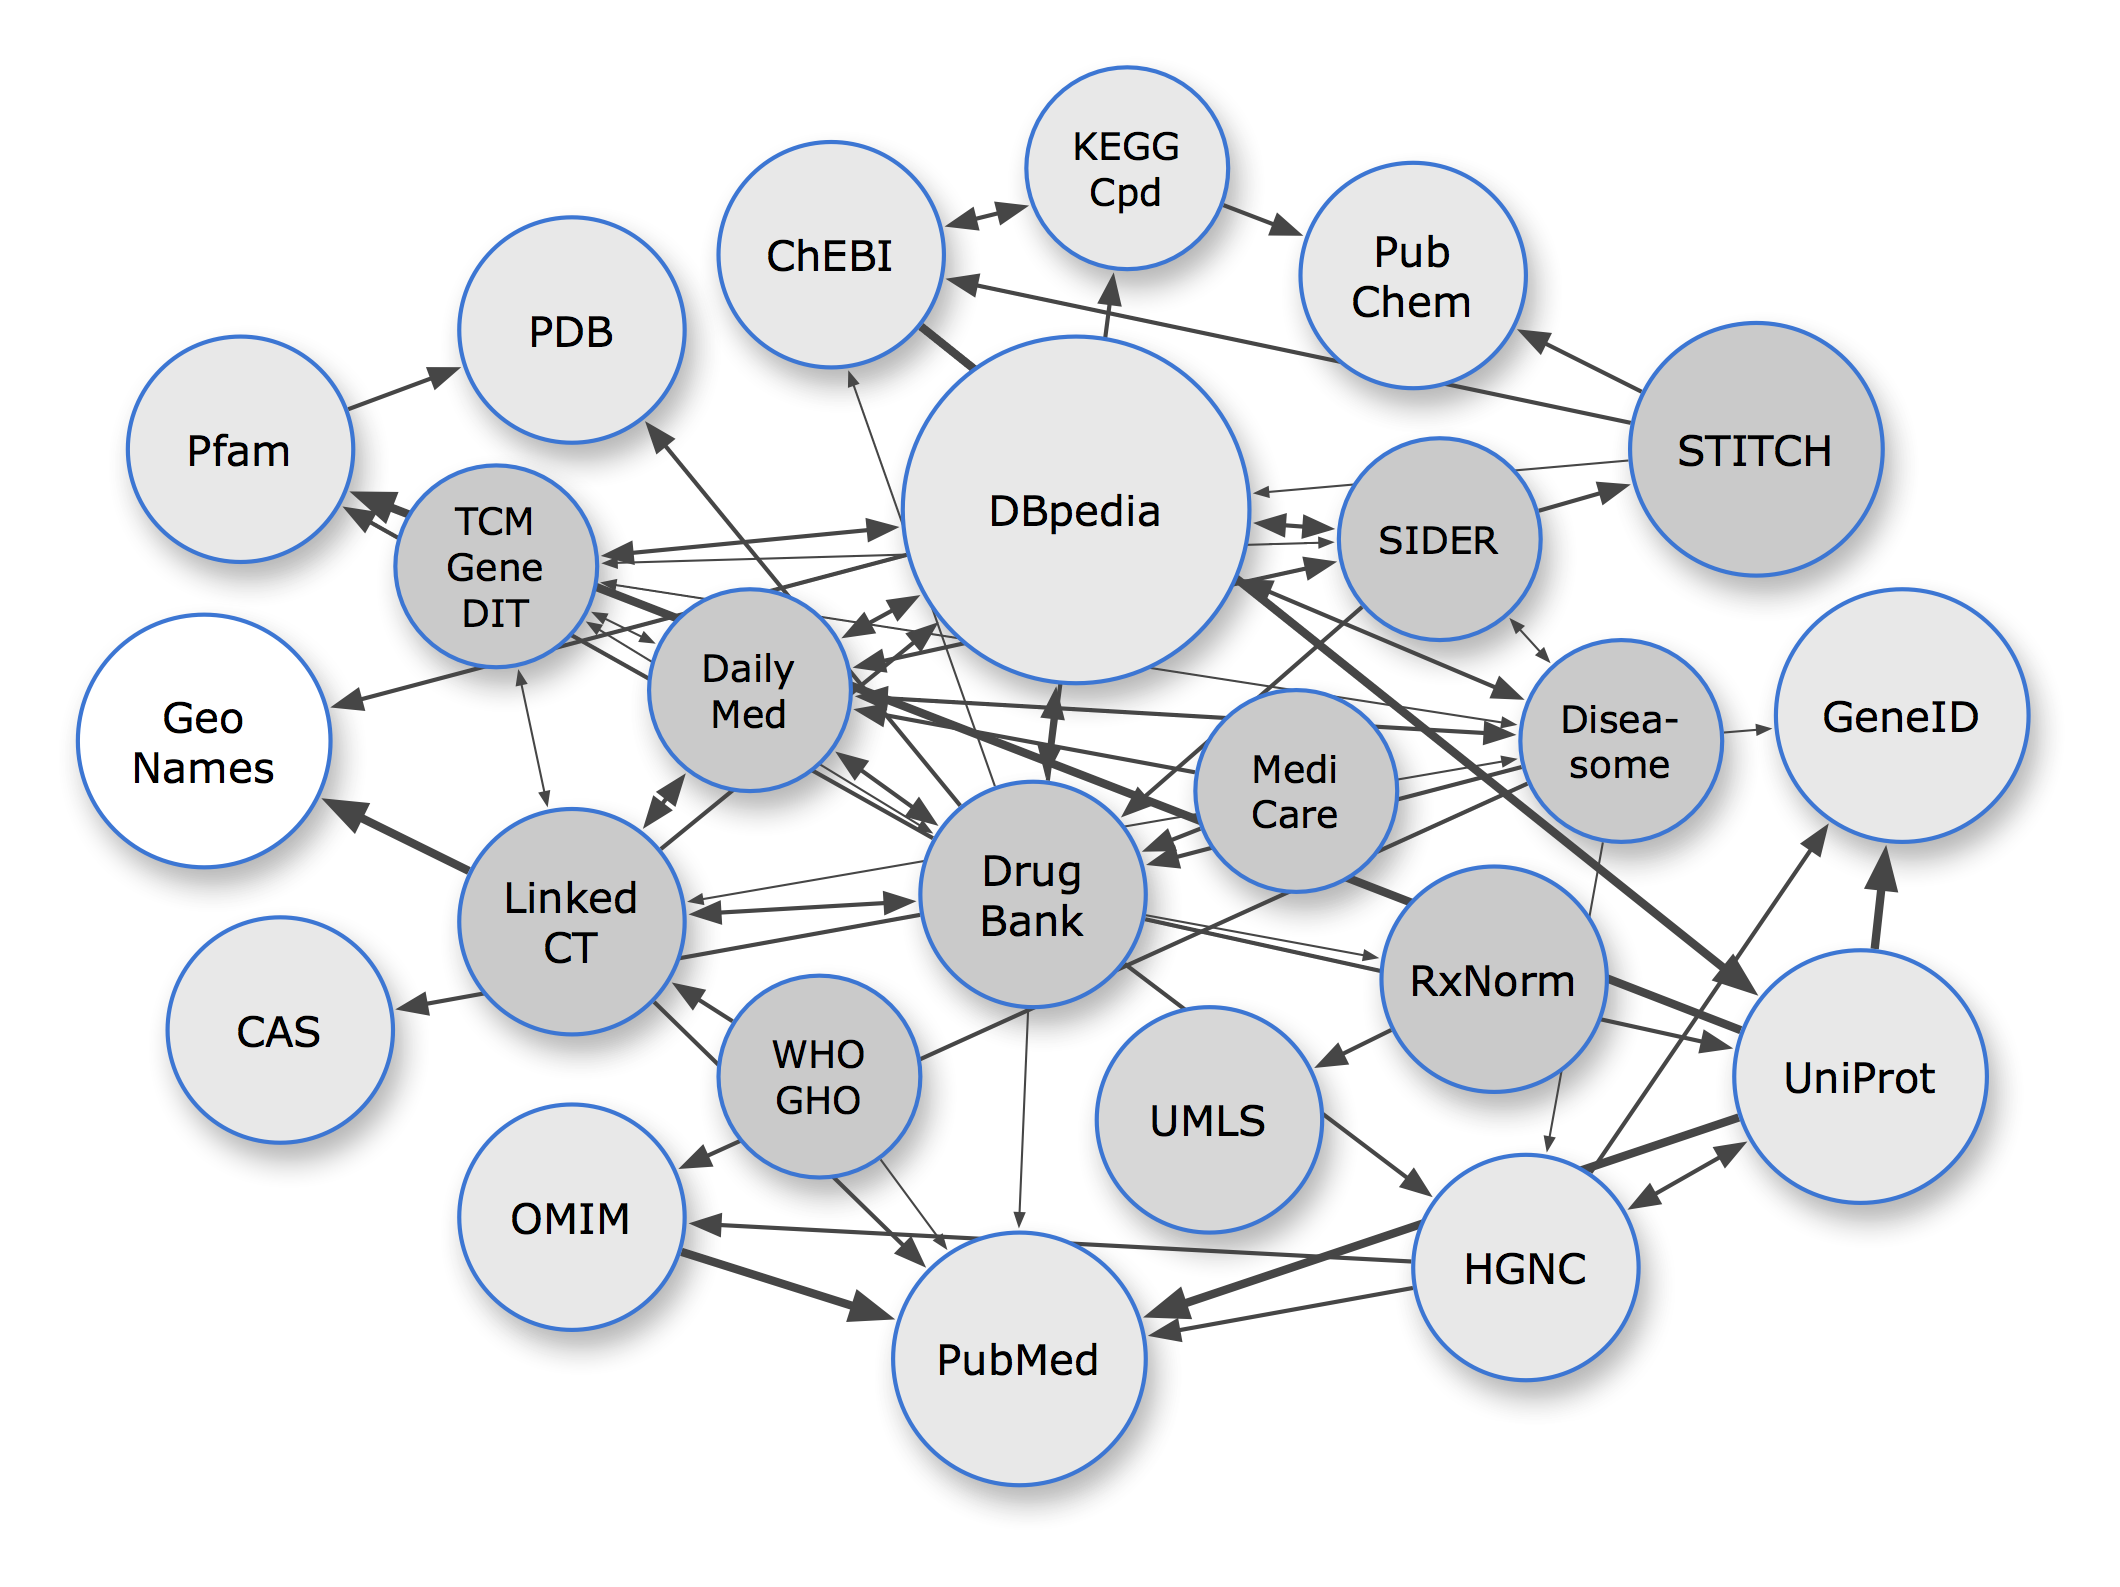 KEGG
Cpd
ChEBI
Pub
Chem
PDB
Pfam
STITCH
DBpedia
SIDER
TCM
Gene
DIT
Daily
Med
Geo
Names
Disea-
some
GeneID
Medi
Care
Drug
Bank
Linked
CT
RxNorm
CAS
WHO
GHO
UMLS
UniProt
OMIM
HGNC
PubMed